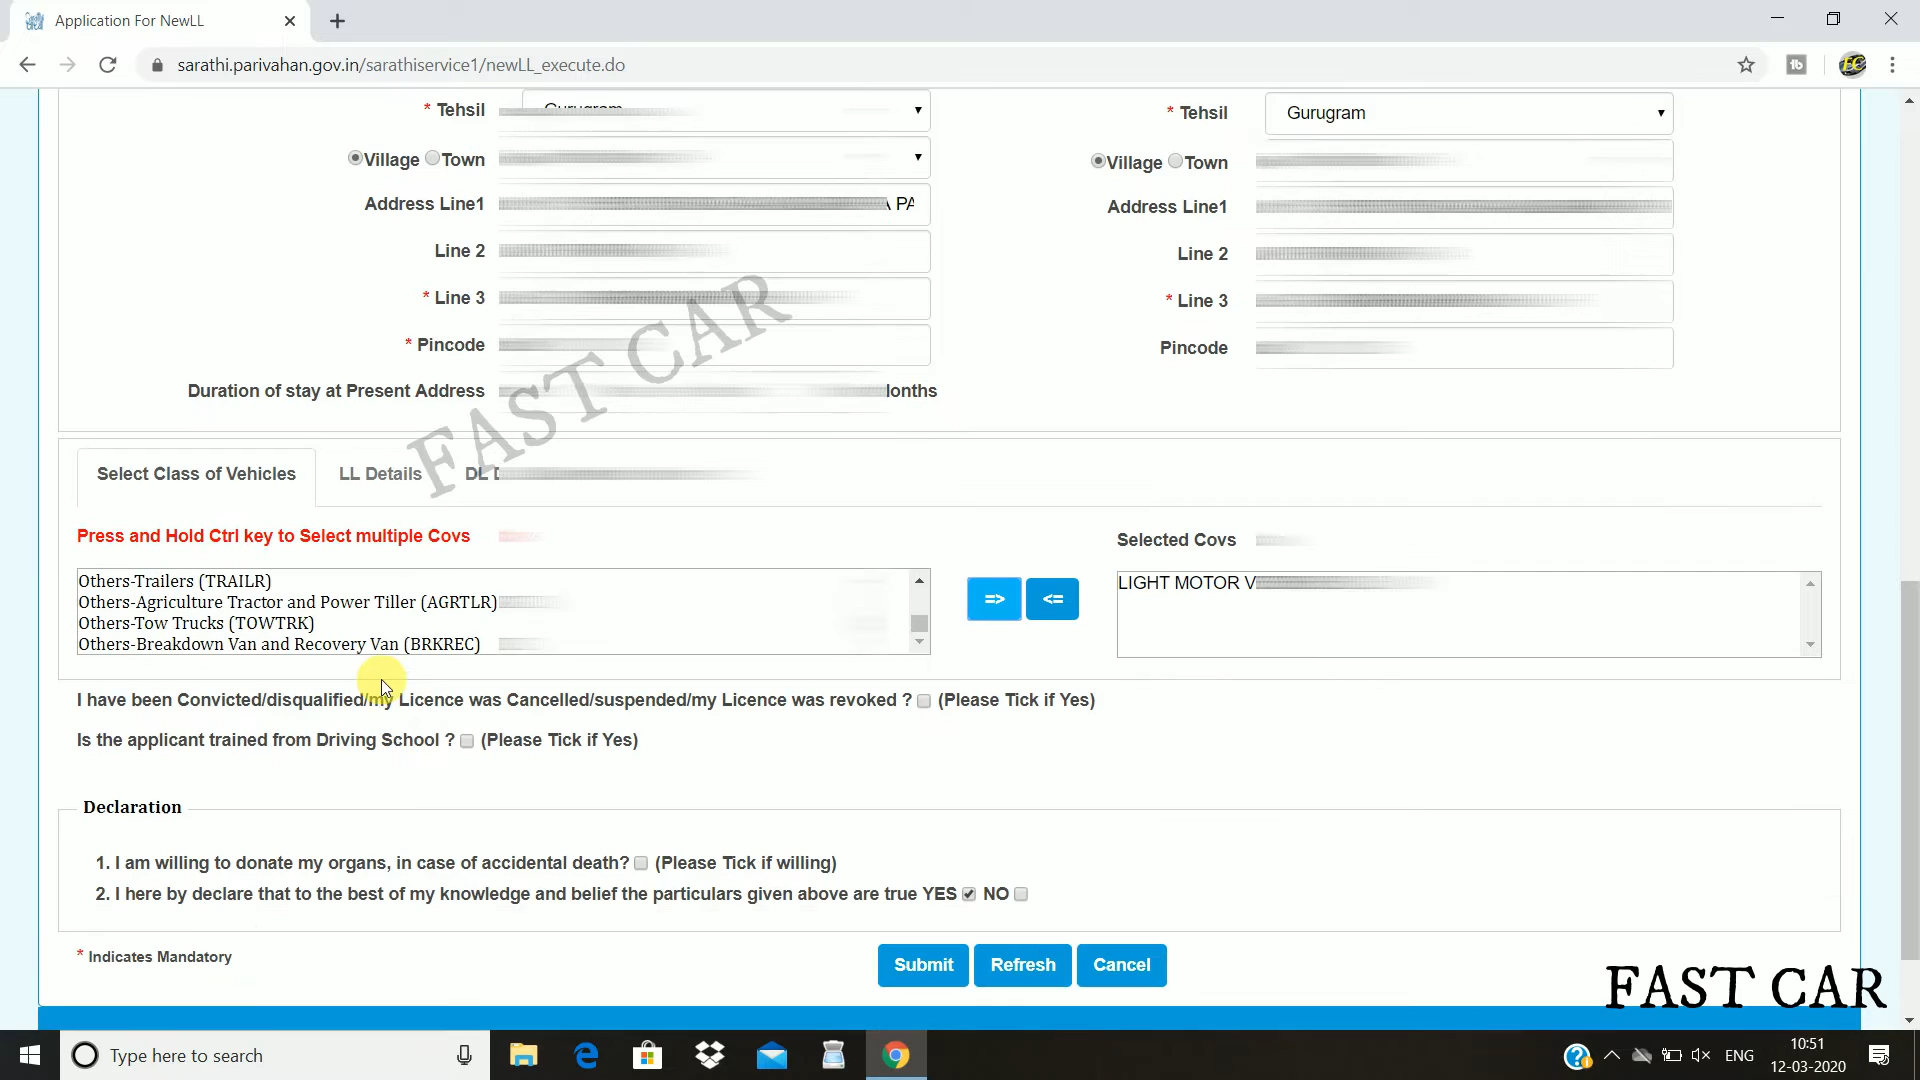 Application For NewLL
sarathi.parivahan.gov.in/sarathiservice1/newLL_execute.do
* Tehsil
* Tehsil Gurugram
Village Town
Village Town
Address Line1 PA
Address Line1
Line 2
Line 2
* Line 3
* Line 3
* Pincode
Pincode
Duration of stay at Present Address
FAST CAR
Select Class of Vehicles LL Details
Press and Hold Ctrl key to Select multiple Covs
Selected Covs
Others-Trailers (TRAILR)
Others-Agriculture Tractor and Power Tiller (AGRTLR)
Others-Tow Trucks (TOWTRK)
Others-Breakdown Van and Recovery Van (BRKREC)
=> <=
LIGHT MOTOR
I have been Convicted/disqualified/my Licence was Cancelled/suspended/my Licence was revoked ? (Please Tick if Yes)
Is the applicant trained from Driving School ? (Please Tick if Yes)
Declaration
1. I am willing to donate my organs, in case of accidental death? (Please Tick if willing)
2. I here by declare that to the best of my knowledge and belief the particulars given above are true YES NO
* Indicates Mandatory
Submit Refresh Cancel
FAST CAR
Type here to search
ENG
10:51
12-03-2020